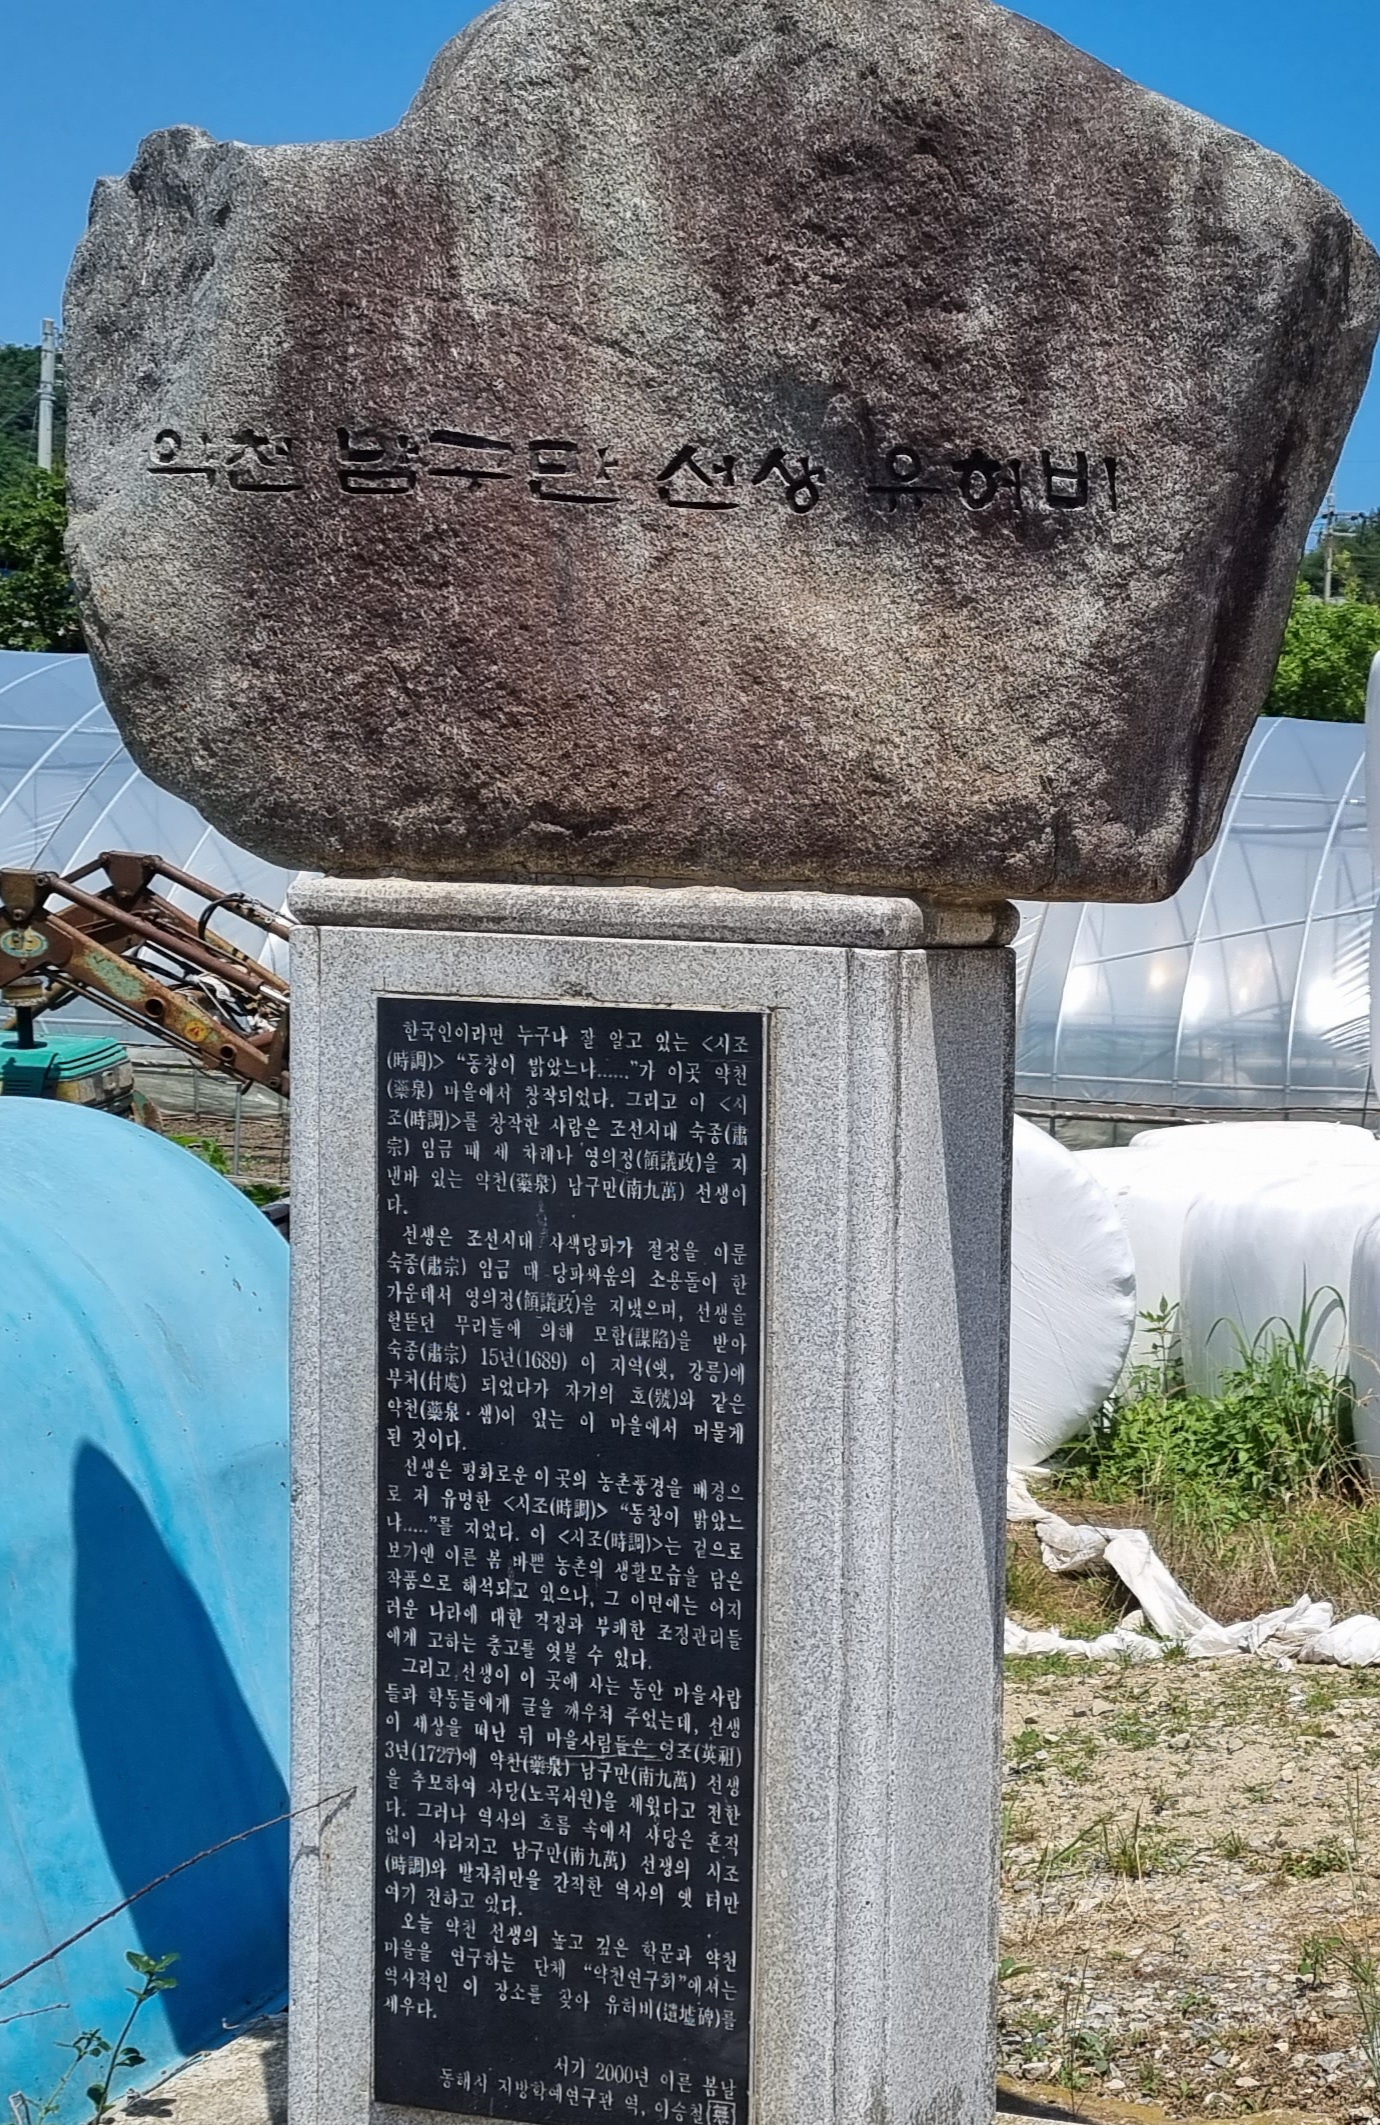 약천 남구만 선생 유허비
한국인이라면 누구나 잘 알고 있는 <시조
(時調)> “동창이 밝았느냐......”가 이곳 약천
(藥泉) 마을에서 창작되었다. 그리고 이 <시
조(時調)>를 창작한 사람은 조선시대 숙종(肅
宗) 임금 때 세 차례나 영의정(領議政)을 지
낸바 있는 약천(藥泉) 남구만(南九萬) 선생이
다.
선생은 조선시대 사색당파가 절정을 이룬
숙종(肅宗) 임금 때 당파싸움의 소용돌이 한
가운데서 영의정(領議政)을 지냈으며, 선생을
헐뜯던 무리들에 의해 모함(謀陷)을 받아
숙종(肅宗) 15년(1689) 이 지역(옛, 강릉)에
부처(付處) 되었다가 자기의 호(號)와 같은
약천(藥泉·샘)이 있는 이 마을에서 머물게
된 것이다.
선생은 평화로운 이 곳의 농촌풍경을 배경으
로 저 유명한 <시조(時調)> “동창이 밝았느
냐.....”를 지었다. 이 <시조(時調)>는 겉으로
보기엔 이른 봄 바쁜 농촌의 생활모습을 담은
작품으로 해석되고 있으나, 그 이면에는 어지
러운 나라에 대한 걱정과 부패한 조정관리들
에게 고하는 충고를 엿볼 수 있다.
그리고 선생이 이 곳에 사는 동안 마을사람
들과 학동들에게 글을 깨우쳐 주었는데, 선생
이 세상을 떠난 뒤 마을사람들은 영조(英祖)
3년(1727)에 약천(藥泉) 남구만(南九萬) 선생
을 추모하여 사당(노곡서원)을 세웠다고 전한
다. 그러나 역사의 흐름 속에서 사당은 흔적
없이 사라지고 남구만(南九萬) 선생의 시조
(時調)와 발자취만을 간직한 역사의 옛 터만
여기 전하고 있다.
오늘 약천 선생의 높고 깊은 학문과 약천
마을을 연구하는 단체 “약천연구회”에서는
역사적인 이 장소를 찾아 유허비(遺墟碑)를
세우다.
서기 2000년 이른 봄날
동해시 지방학예연구관 역, 이승철